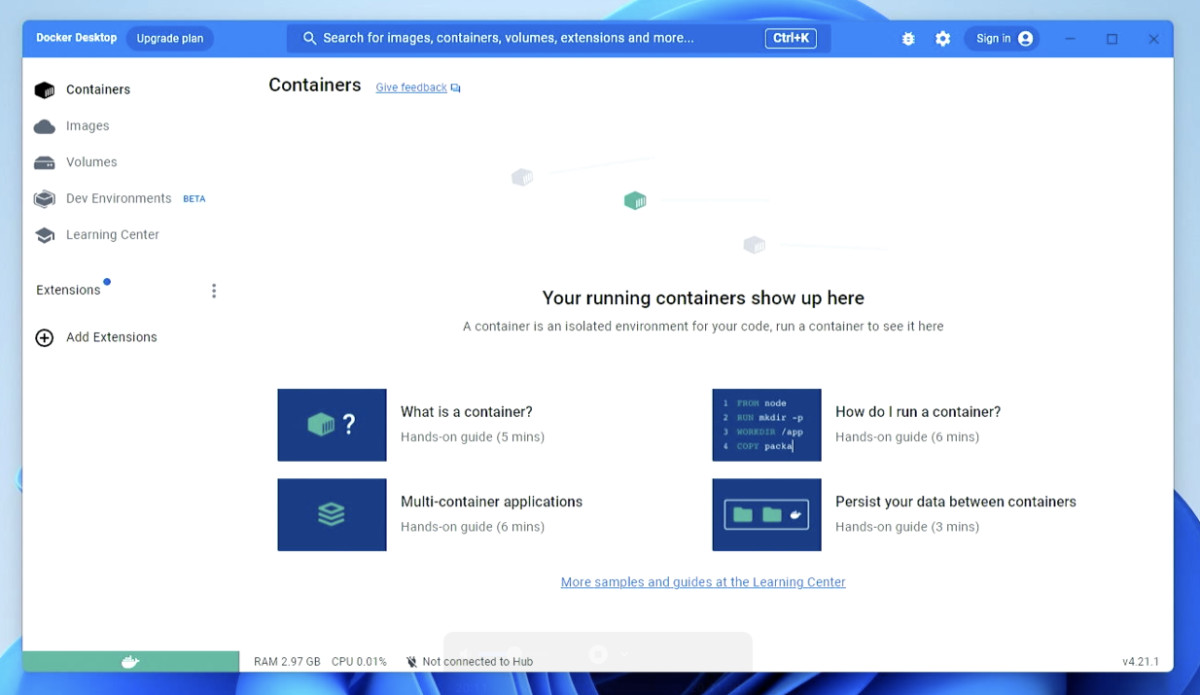 Docker Desktop
Upgrade plan
Search for images, containers, volumes, extensions and more...
Ctrl+K
Sign in
Containers
Images
Volumes
Dev Environments BETA
Learning Center
Extensions
Add Extensions
Containers
Give feedback
Your running containers show up here
A container is an isolated environment for your code, run a container to see it here
?
What is a container?
Hands-on guide (5 mins)
1 FROM node
2 RUN mkdir -p
3 WORKDIR /app
4 COPY packa
How do I run a container?
Hands-on guide (6 mins)
Multi-container applications
Hands-on guide (6 mins)
Persist your data between containers
Hands-on guide (3 mins)
More samples and guides at the Learning Center
RAM 2.97 GB CPU 0.01% Not connected to Hub
v4.21.1